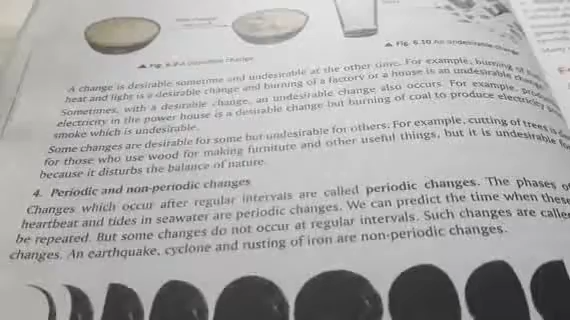 ▲ Fig. 6.10 An undesirable change
A change is desirable sometime and undesirable at the other time. For example, burning of
heat and light is a desirable change and burning of a factory or a house is an undesirable change.
Sometimes, with a desirable change, an undesirable change also occurs. For example,
electricity in the power house is a desirable change but burning of coal to produce electricity
smoke which is undesirable.
Some changes are desirable for some but undesirable for others. For example, cutting of trees is
for those who use wood for making furniture and other useful things, but it is undesirable
because it disturbs the balance of nature.
4. Periodic and non-periodic changes
Changes which occur after regular intervals are called periodic changes. The phases of
heartbeat and tides in seawater are periodic changes. We can predict the time when these
be repeated. But some changes do not occur at regular intervals. Such changes are called
changes. An earthquake, cyclone and rusting of iron are non-periodic changes.